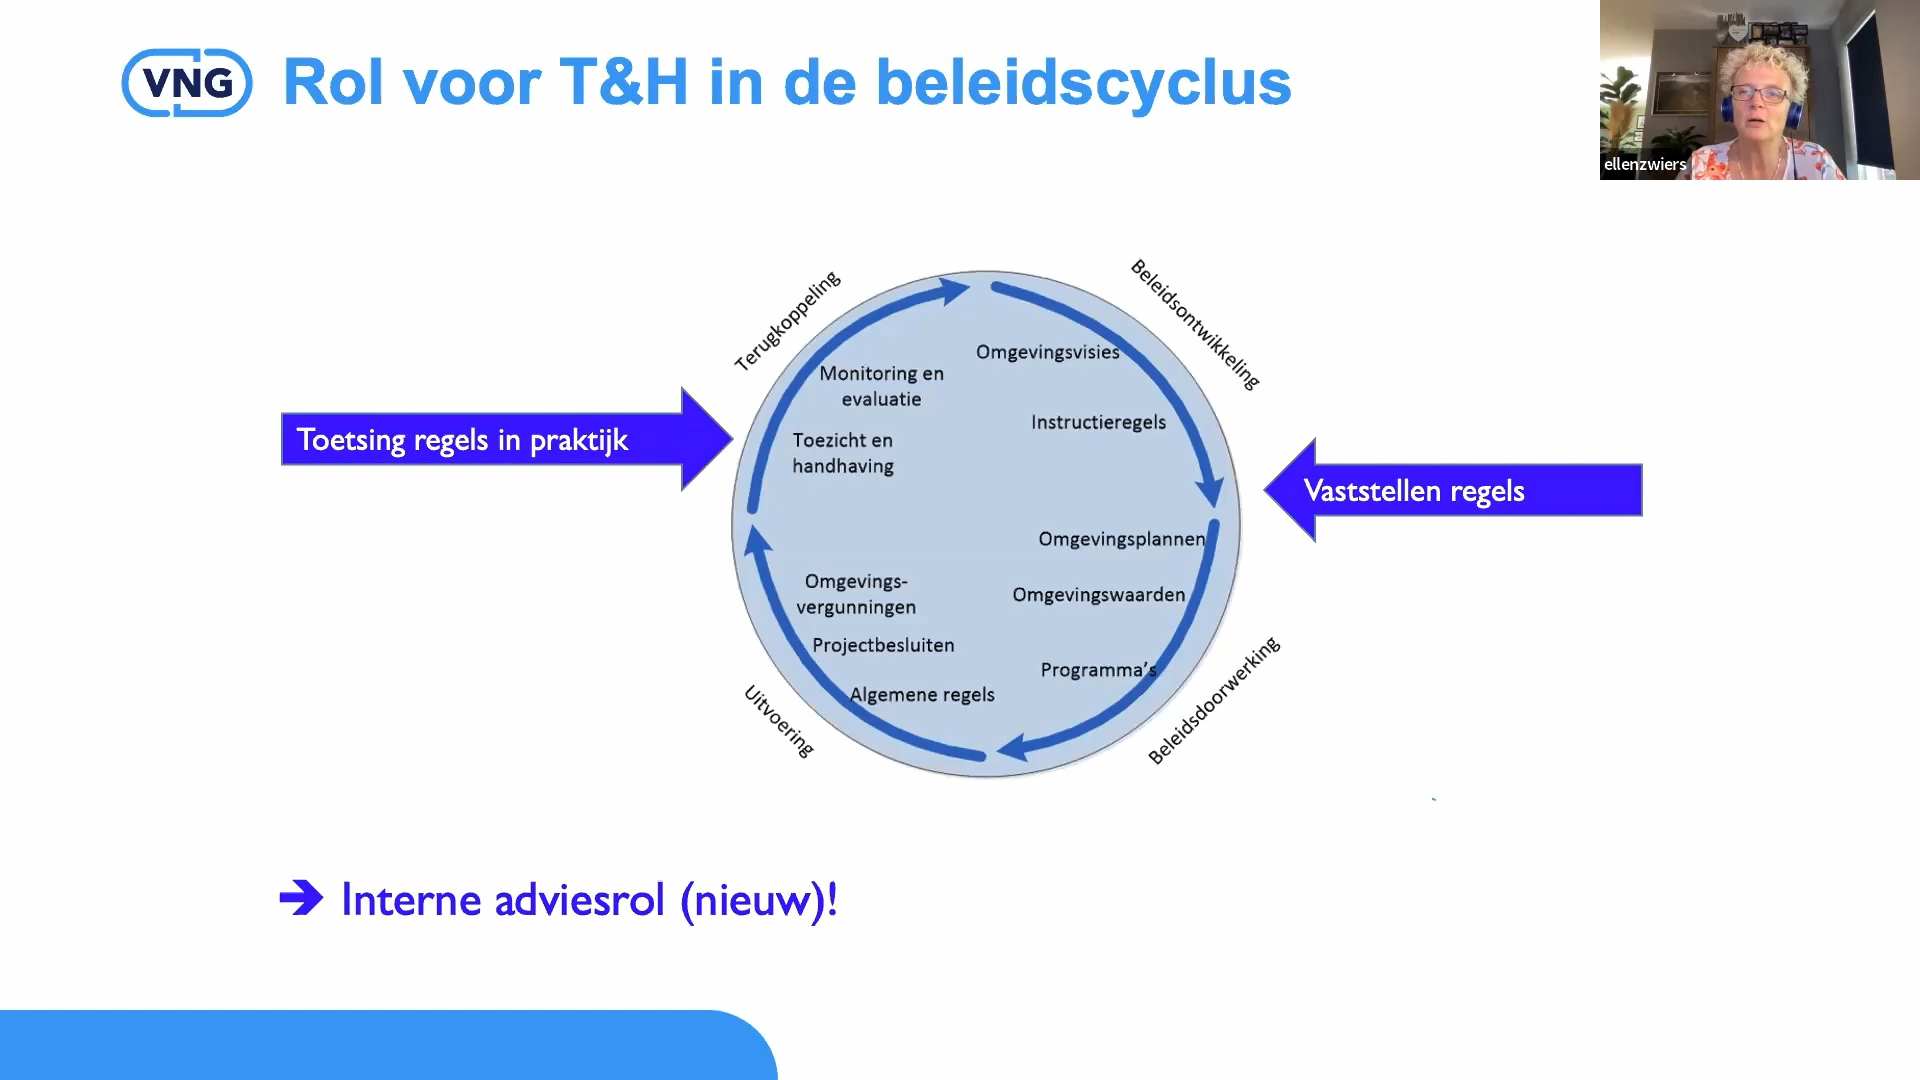 VNG
Rol voor T&H in de beleidscyclus
ellenzwiers
Terugkoppeling
Beleidsontwikkeling
Omgevingsvisies
Monitoring en
evaluatie
Instructieregels
Toezicht en
handhaving
Toetsing regels in praktijk
Vaststellen regels
Omgevingsplannen
Omgevings-
vergunningen
Omgevingswaarden
Projectbesluiten
Programma's
Algemene regels
Uitvoering
Beleidsdoorwerking
➔ Interne adviesrol (nieuw)!